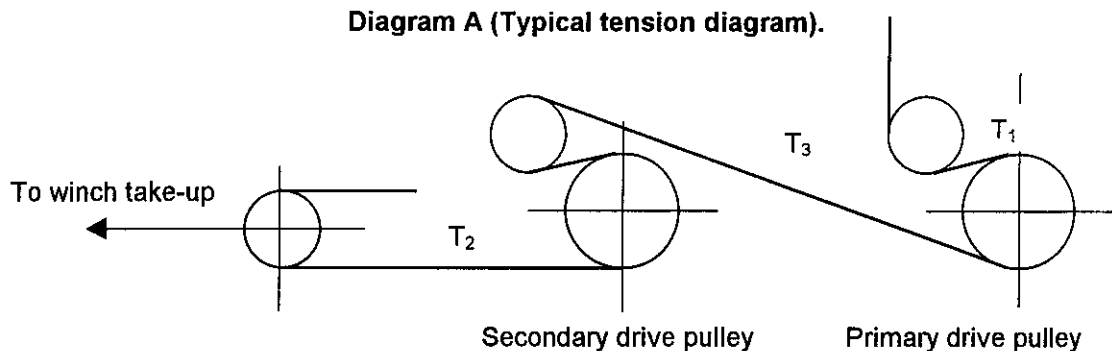 Diagram A (Typical tension diagram).
T1
T3
To winch take-up
T2
Secondary drive pulley
Primary drive pulley